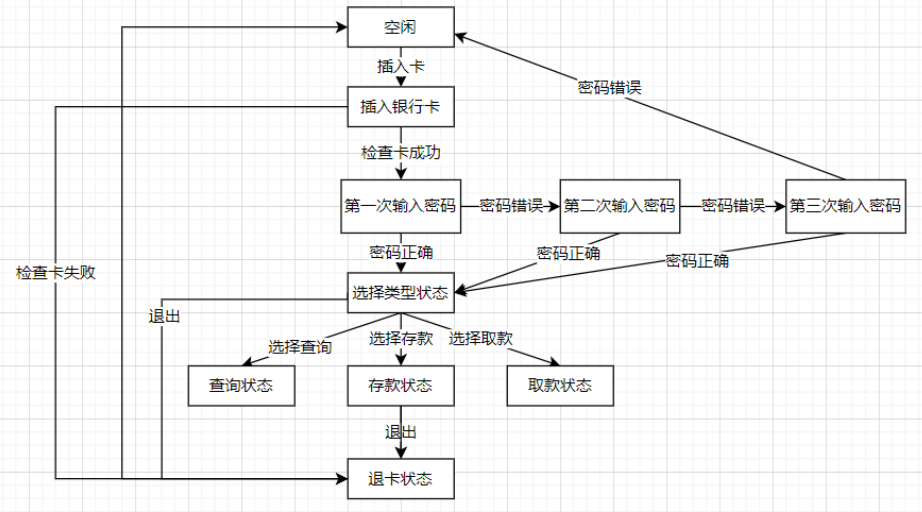 空闲
插入卡
密码错误
插入银行卡
检查卡成功
第一次输入密码
密码错误
第二次输入密码
密码错误
第三次输入密码
密码正确
密码正确
密码正确
检查卡失败
选择类型状态
退出
选择查询
选择存款
选择取款
查询状态
存款状态
取款状态
退出
退卡状态